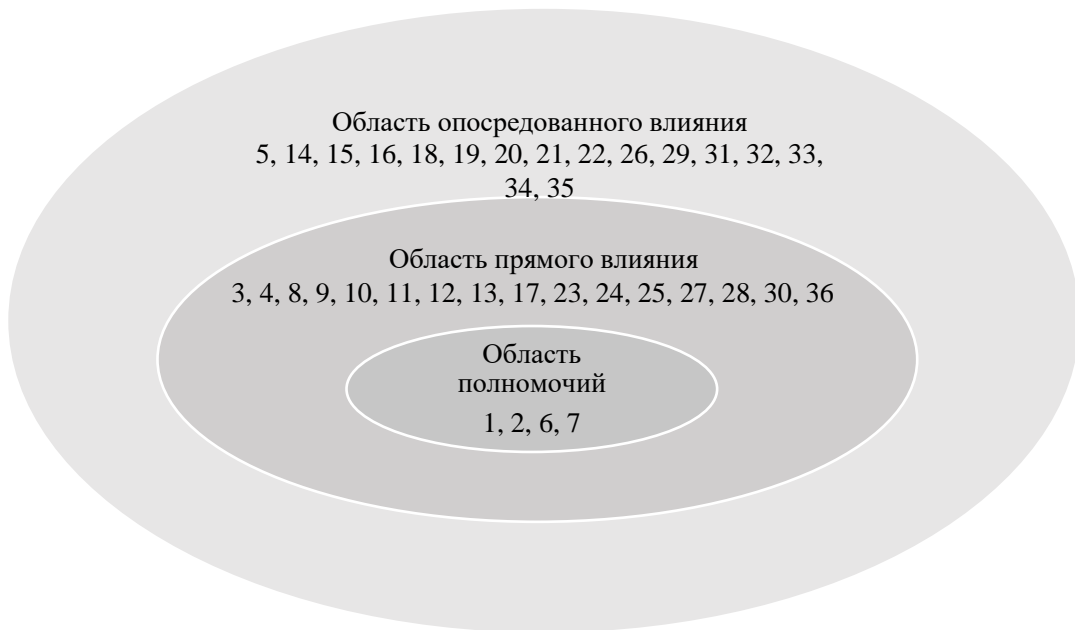 Область опосредованного влияния
5, 14, 15, 16, 18, 19, 20, 21, 22, 26, 29, 31, 32, 33,
34, 35
Область прямого влияния
3, 4, 8, 9, 10, 11, 12, 13, 17, 23, 24, 25, 27, 28, 30, 36
Область
полномочий
1, 2, 6, 7